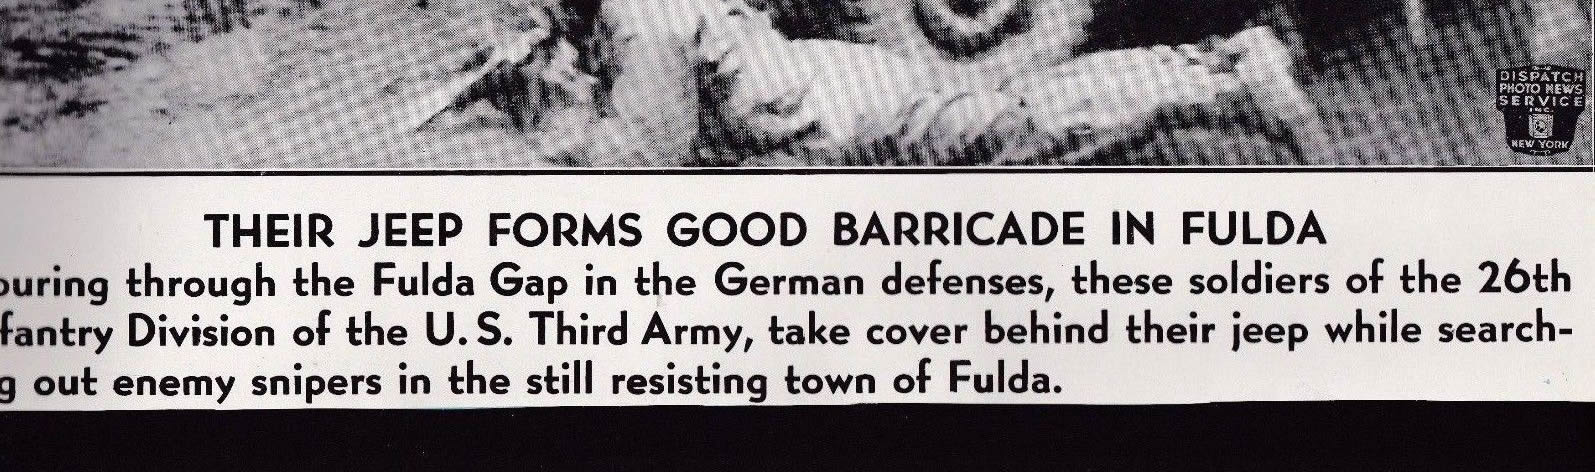 DISPATCH
PHOTO NEWS
SERVICE
INC.
NEW YORK
THEIR JEEP FORMS GOOD BARRICADE IN FULDA
ouring through the Fulda Gap in the German defenses, these soldiers of the 26th
fantry Division of the U. S. Third Army, take cover behind their jeep while search-
g out enemy snipers in the still resisting town of Fulda.